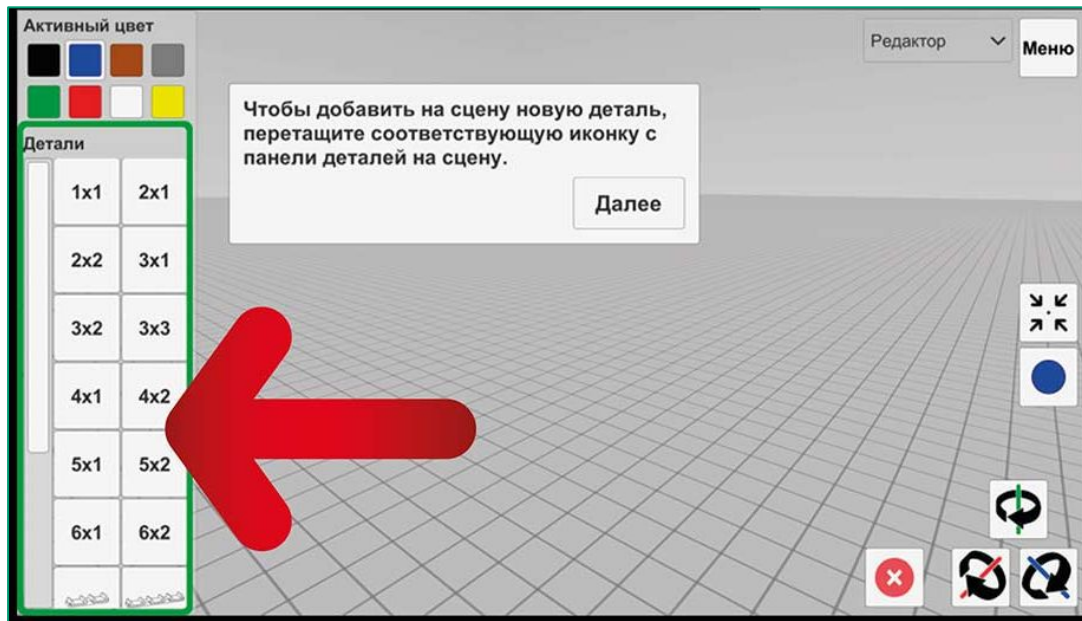 Активный цвет
Редактор
Меню
Чтобы добавить на сцену новую деталь,
перетащите соответствующую иконку с
панели деталей на сцену.
Далее
Детали
1x1 2x1
2x2 3x1
3x2 3x3
4x1 4x2
5x1 5x2
6x1 6x2